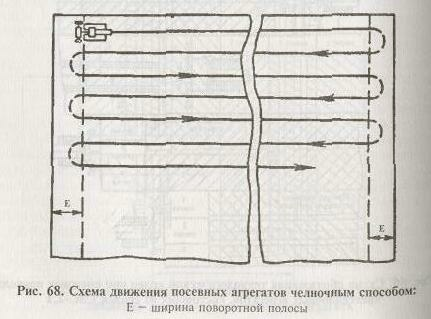 E
E
Рис. 68. Схема движения посевных агрегатов челночным способом:
E — ширина поворотной полосы